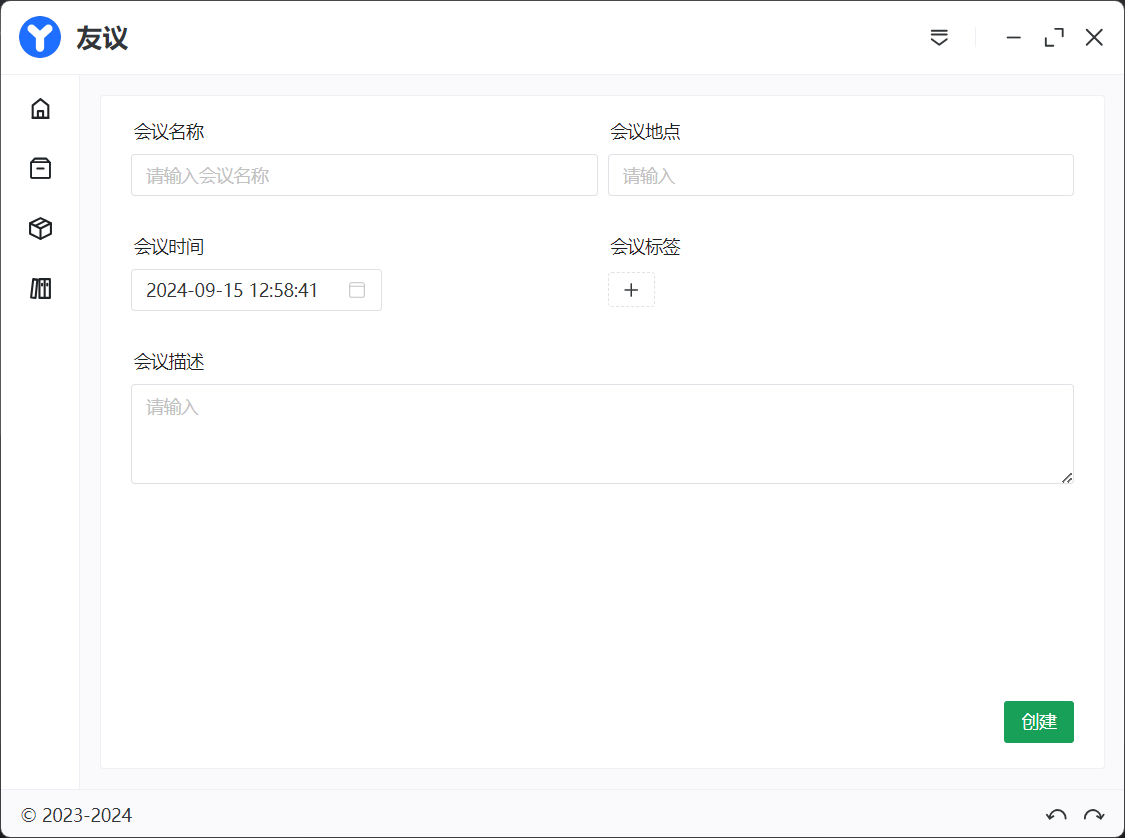 友议
会议名称
会议地点
请输入会议名称
请输入
会议时间
会议标签
2024-09-15 12:58:41
会议描述
请输入
创建
© 2023-2024